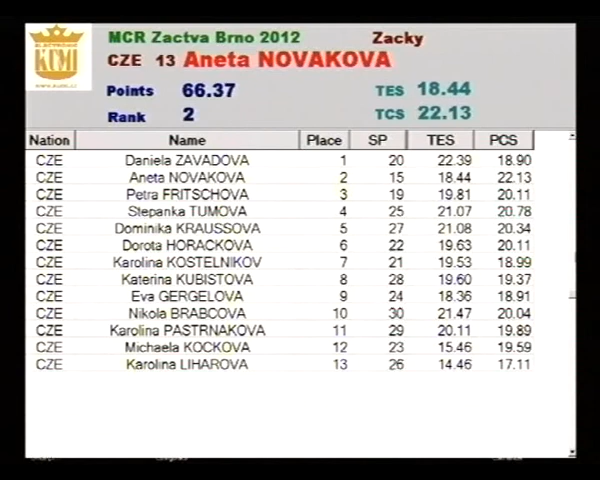 MCR Zactva Brno 2012 Zacky
CZE 13 Aneta NOVAKOVA
Points 66.37 TES 18.44
Rank 2 TCS 22.13
KUMI
Nation Name Place SP TES PCS
CZE Daniela ZAVADOVA 1 20 22.39 18.90
CZE Aneta NOVAKOVA 2 15 18.44 22.13
CZE Petra FRITSCHOVA 3 19 19.81 20.11
CZE Stepanka TUMOVA 4 25 21.07 20.78
CZE Dominika KRAUSSOVA 5 27 21.08 20.34
CZE Dorota HORACKOVA 6 22 19.63 20.11
CZE Karolina KOSTELNIKOV 7 21 19.53 18.99
CZE Katerina KUBISTOVA 8 28 19.60 19.37
CZE Eva GERGELOVA 9 24 18.36 18.91
CZE Nikola BRABCOVA 10 30 21.47 20.04
CZE Karolina PASTRNAKOVA 11 29 20.11 19.89
CZE Michaela KOCKOVA 12 23 15.46 19.59
CZE Karolina LIHAROVA 13 26 14.46 17.11